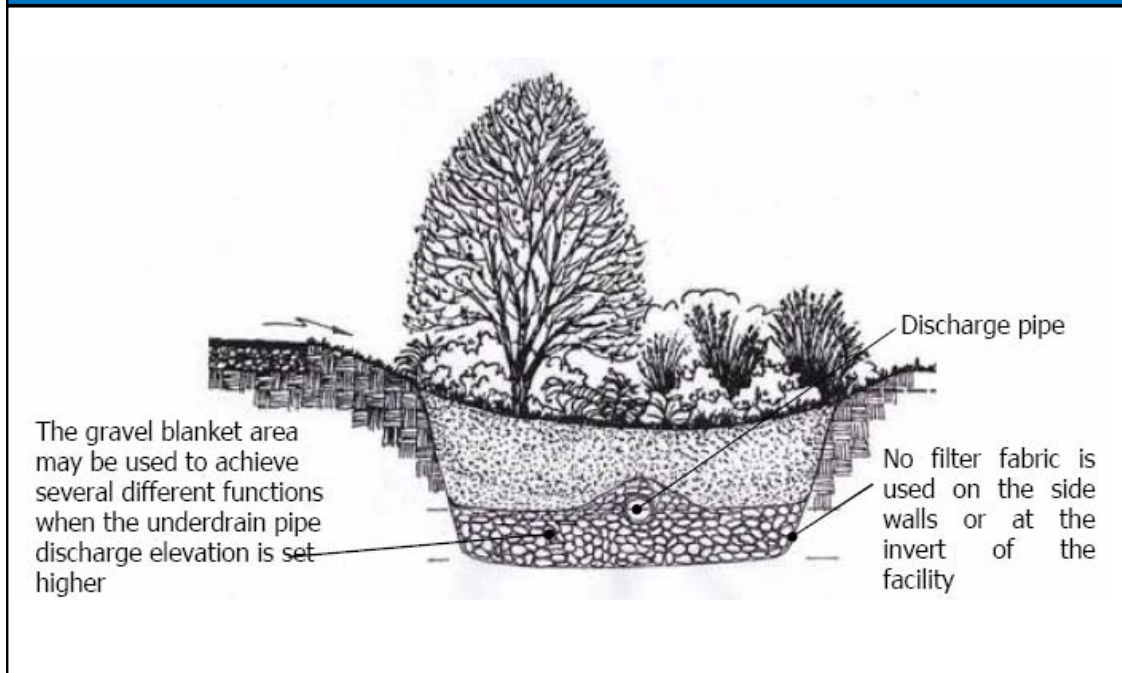 Discharge pipe
The gravel blanket area
may be used to achieve
several different functions
when the underdrain pipe
discharge elevation is set
higher
No filter fabric is
used on the side
walls or at the
invert of the
facility